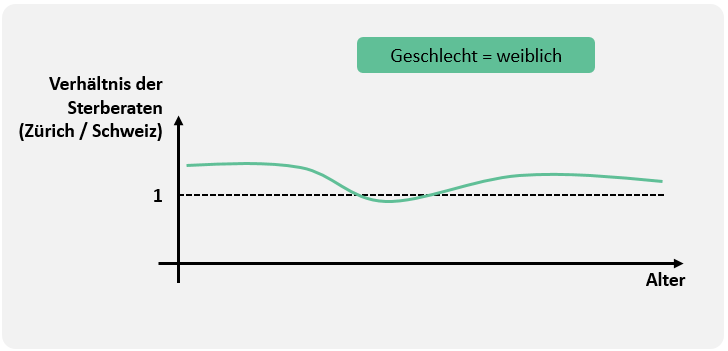 Geschlecht = weiblich
Verhältnis der
Sterberaten
(Zürich / Schweiz)
1
Alter